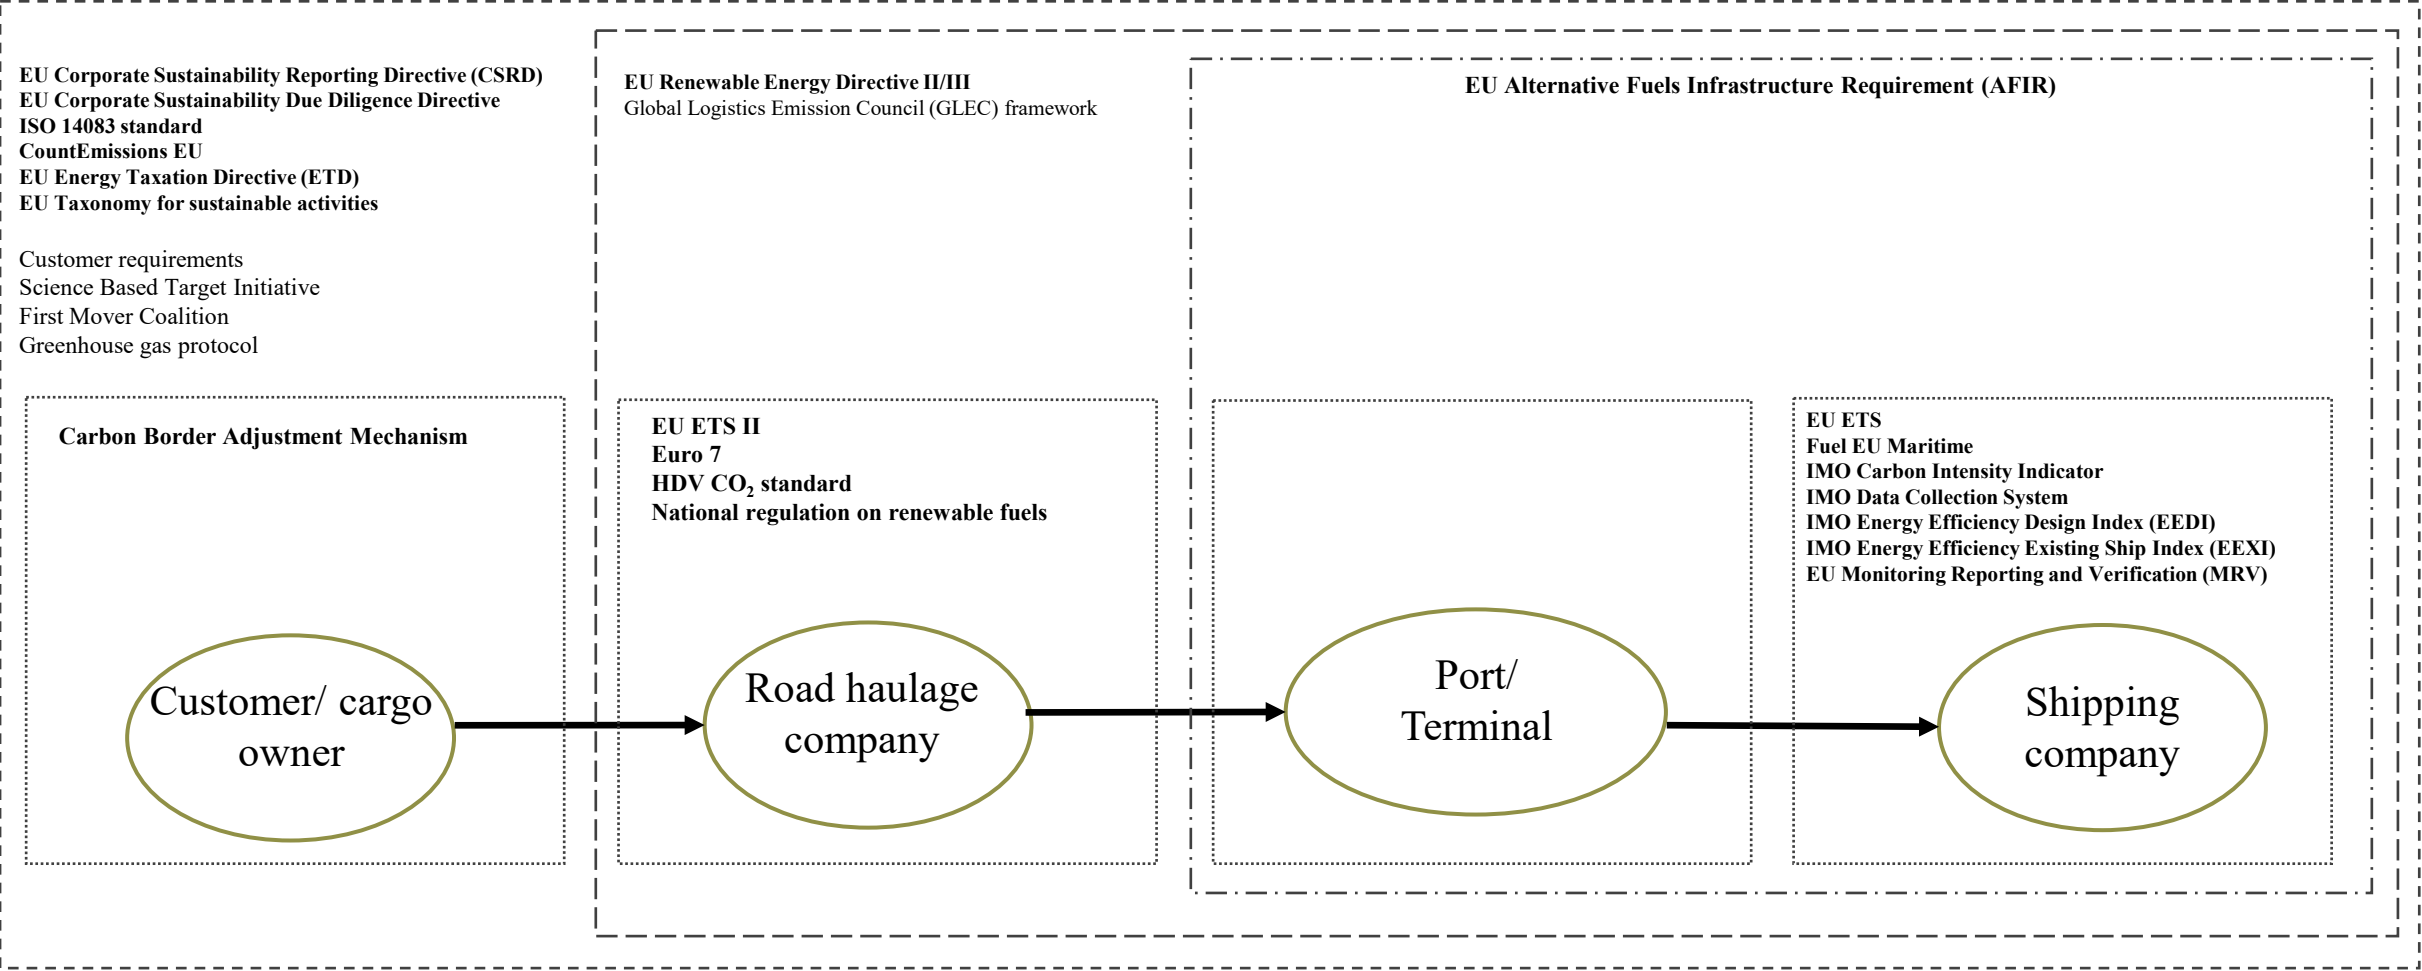 EU Corporate Sustainability Reporting Directive (CSRD)
EU Corporate Sustainability Due Diligence Directive
ISO 14083 standard
CountEmissions EU
EU Energy Taxation Directive (ETD)
EU Taxonomy for sustainable activities
Customer requirements
Science Based Target Initiative
First Mover Coalition
Greenhouse gas protocol
EU Renewable Energy Directive II/III
Global Logistics Emission Council (GLEC) framework
EU Alternative Fuels Infrastructure Requirement (AFIR)
Carbon Border Adjustment Mechanism
EU ETS II
Euro 7
HDV CO₂ standard
National regulation on renewable fuels
EU ETS
Fuel EU Maritime
IMO Carbon Intensity Indicator
IMO Data Collection System
IMO Energy Efficiency Design Index (EEDI)
IMO Energy Efficiency Existing Ship Index (EEXI)
EU Monitoring Reporting and Verification (MRV)
Customer/ cargo
owner
Road haulage
company
Port/
Terminal
Shipping
company